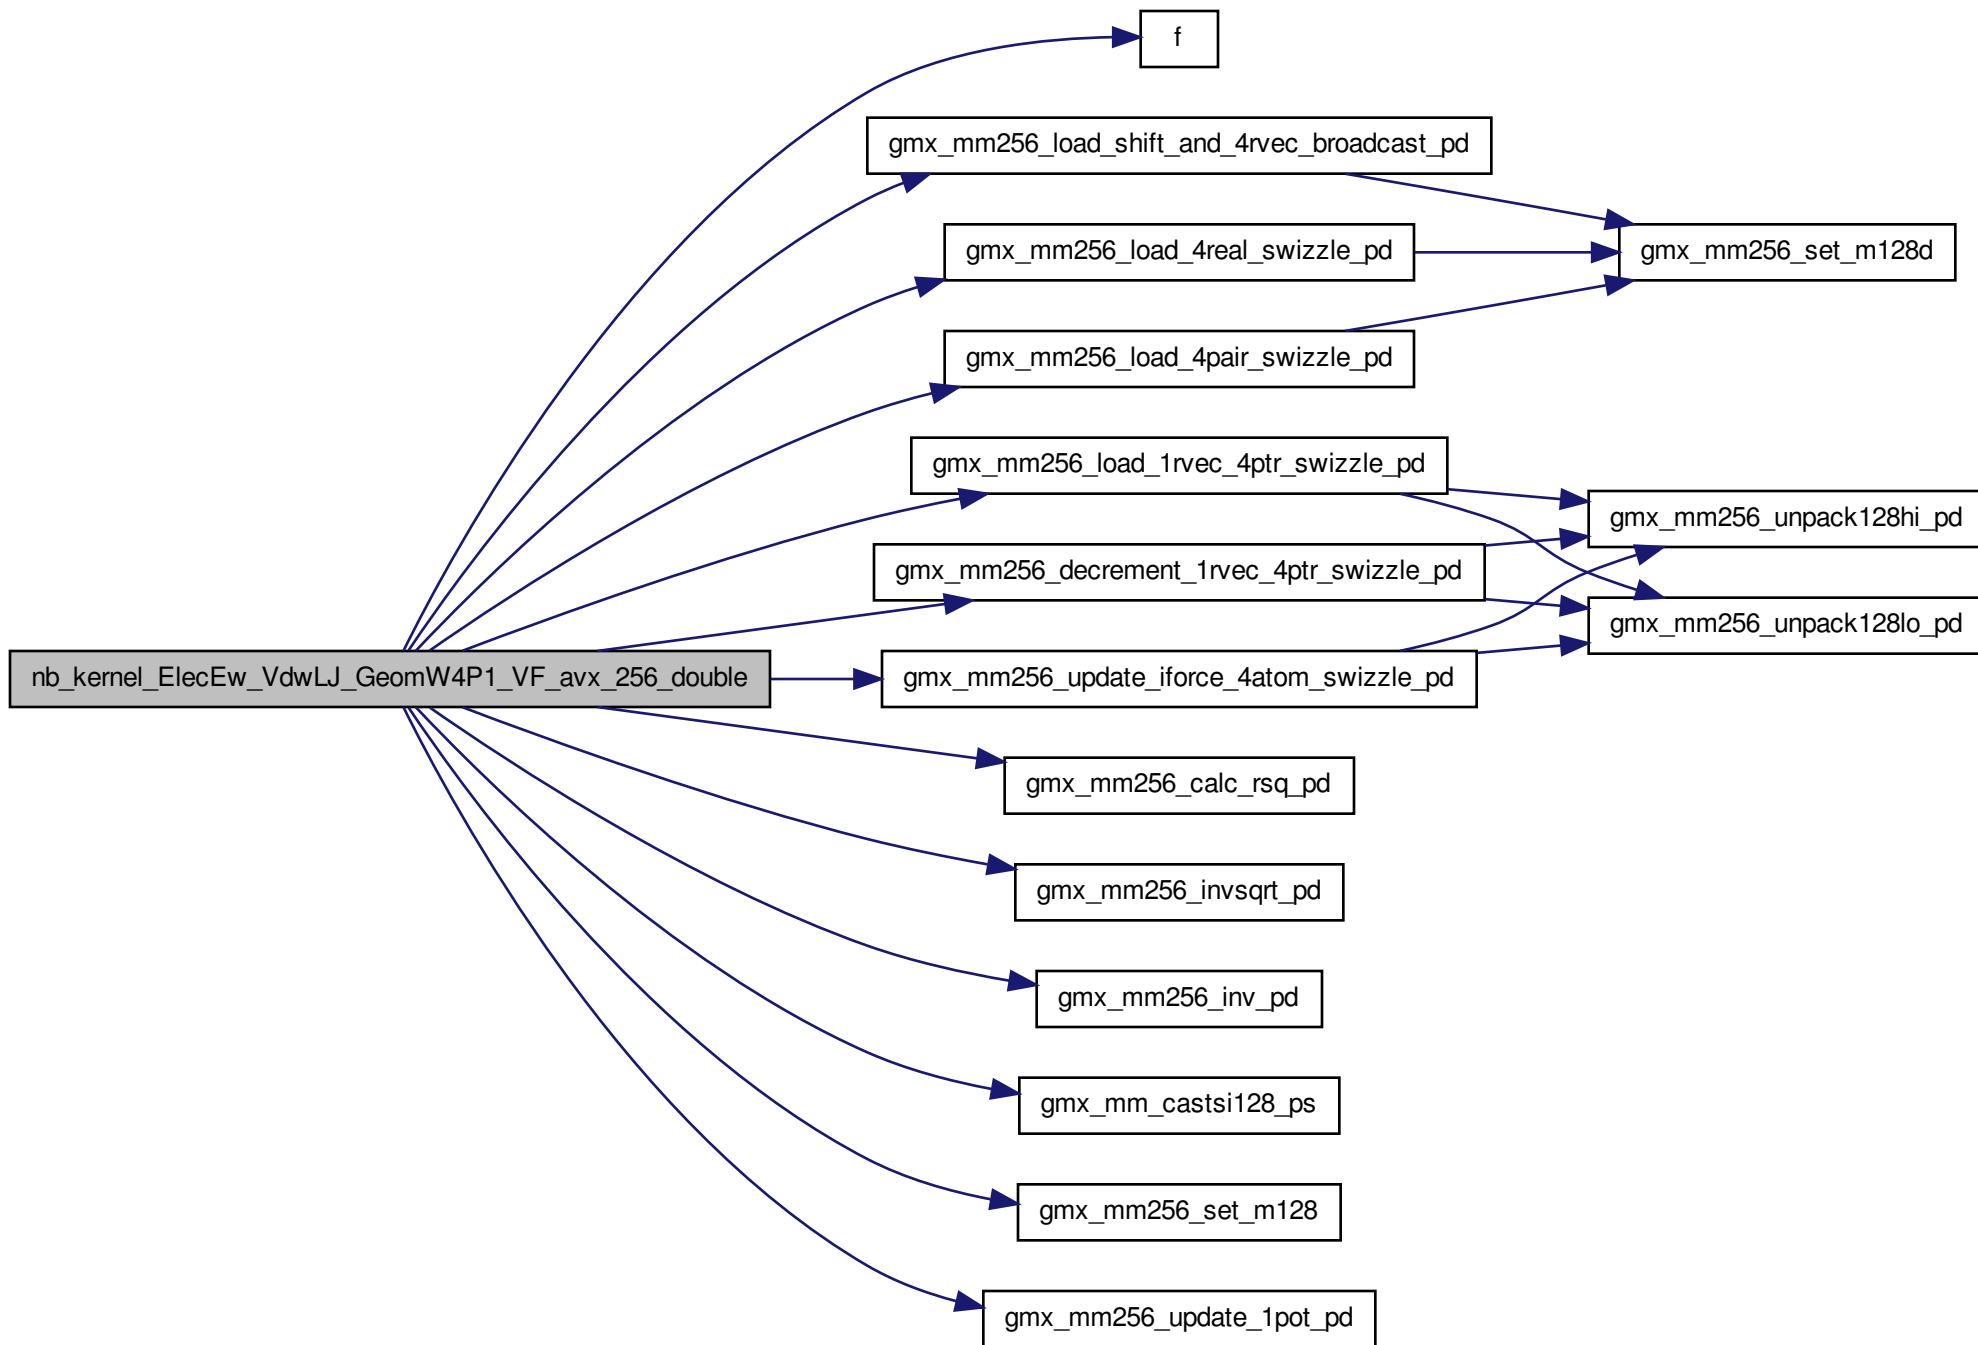 f
gmx_mm256_load_shift_and_4rvec_broadcast_pd
gmx_mm256_load_4real_swizzle_pd
gmx_mm256_set_m128d
gmx_mm256_load_4pair_swizzle_pd
gmx_mm256_load_1rvec_4ptr_swizzle_pd
gmx_mm256_unpack128hi_pd
gmx_mm256_decrement_1rvec_4ptr_swizzle_pd
gmx_mm256_unpack128lo_pd
nb_kernel_ElecEw_VdwLJ_GeomW4P1_VF_avx_256_double
gmx_mm256_update_iforce_4atom_swizzle_pd
gmx_mm256_calc_rsq_pd
gmx_mm256_invsqrt_pd
gmx_mm256_inv_pd
gmx_mm_castsi128_ps
gmx_mm256_set_m128
gmx_mm256_update_1pot_pd